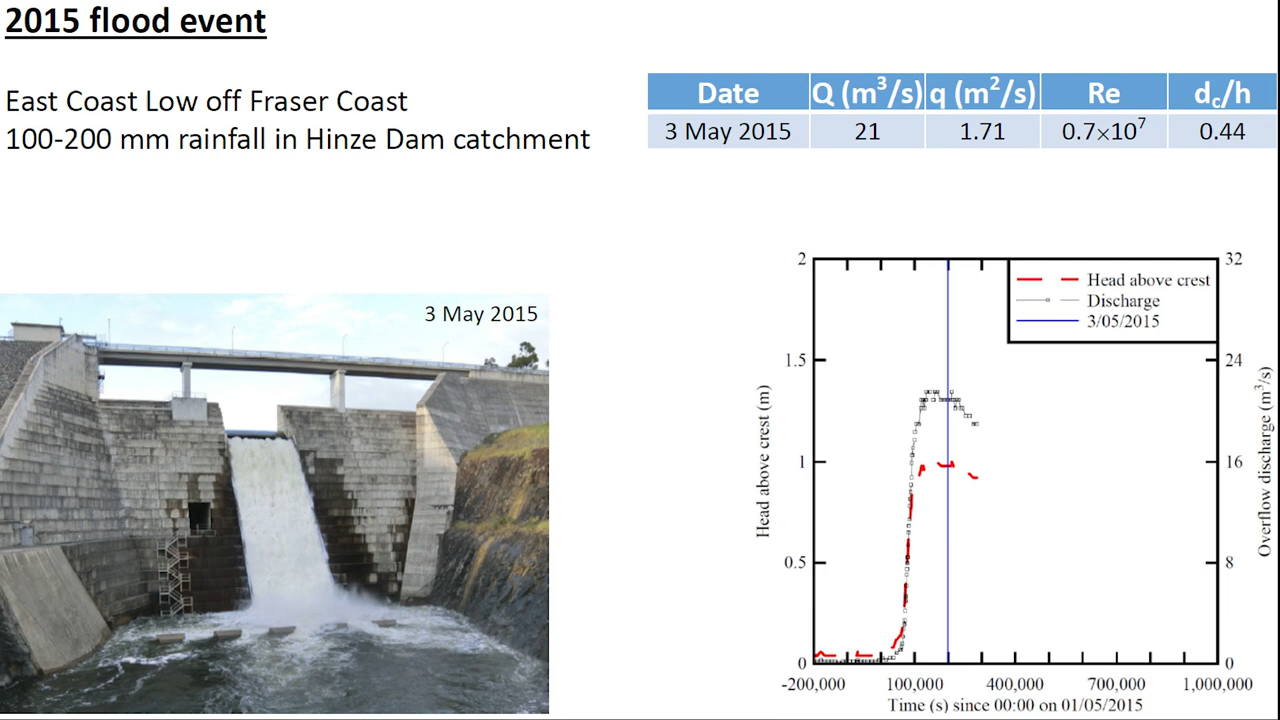 2015 flood event
East Coast Low off Fraser Coast
100-200 mm rainfall in Hinze Dam catchment
Date Q (m³/s) q (m²/s) Re d_c/h
3 May 2015 21 1.71 0.7×10⁷ 0.44
3 May 2015
Head above crest
Discharge
3/05/2015
2
1.5
1
0.5
0
Head above crest (m)
32
24
16
8
0
Overflow discharge (m³/s)
-200,000 100,000 400,000 700,000 1,000,000
Time (s) since 00:00 on 01/05/2015